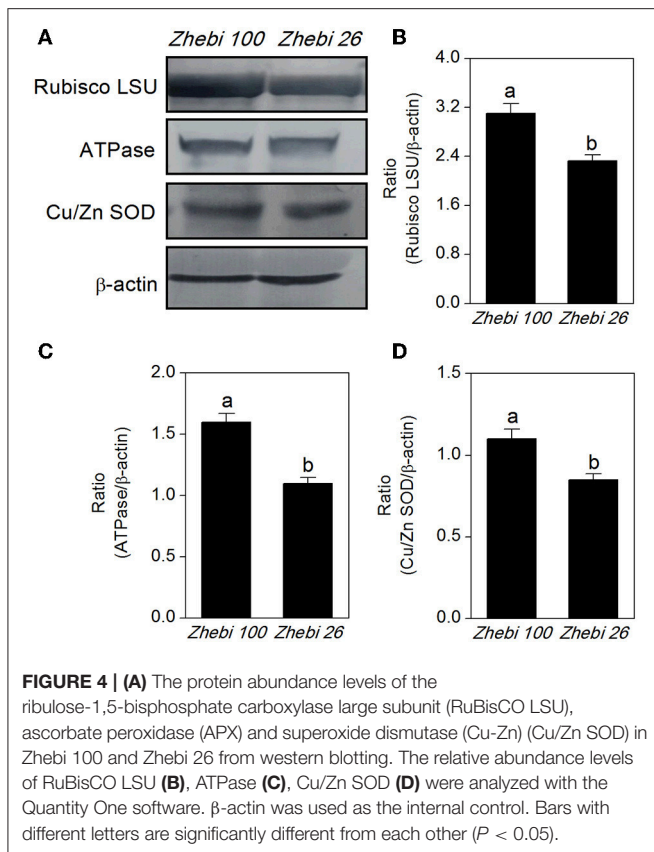 A
Zhebi 100 Zhebi 26
Rubisco LSU
ATPase
Cu/Zn SOD
β-actin
B
Ratio
(Rubisco LSU/β-actin)
4.0
3.2
2.4
1.6
0.8
0.0
a
b
Zhebi 100 Zhebi 26
C
Ratio
(ATPase/β-actin)
2.0
1.5
1.0
0.5
0.0
a
b
Zhebi 100 Zhebi 26
D
Ratio
(Cu/Zn SOD/β-actin)
1.5
1.0
0.5
0.0
a
b
Zhebi 100 Zhebi 26
FIGURE 4 | (A) The protein abundance levels of the
ribulose-1,5-bisphosphate carboxylase large subunit (RuBisCO LSU),
ascorbate peroxidase (APX) and superoxide dismutase (Cu-Zn) (Cu/Zn SOD) in
Zhebi 100 and Zhebi 26 from western blotting. The relative abundance levels
of RuBisCO LSU (B), ATPase (C), Cu/Zn SOD (D) were analyzed with the
Quantity One software. β-actin was used as the internal control. Bars with
different letters are significantly different from each other (P < 0.05).